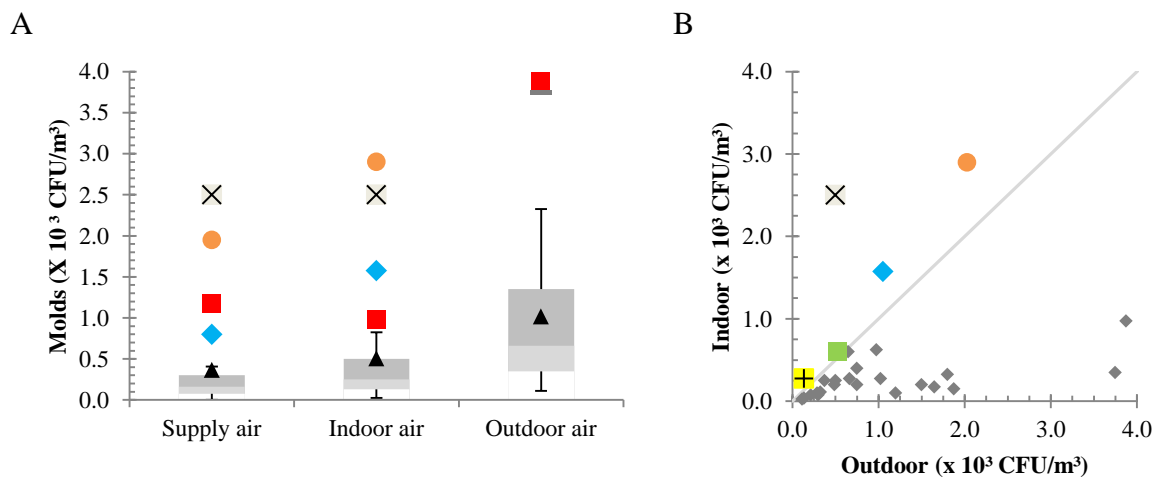 A
B
Molds (X 10 ³ CFU/m³)
4.0
3.5
3.0
2.5
2.0
1.5
1.0
0.5
0.0
Supply air
Indoor air
Outdoor air
Indoor (x 10³ CFU/m³)
4.0
3.0
2.0
1.0
0.0
0.0
1.0
2.0
3.0
4.0
Outdoor (x 10³ CFU/m³)